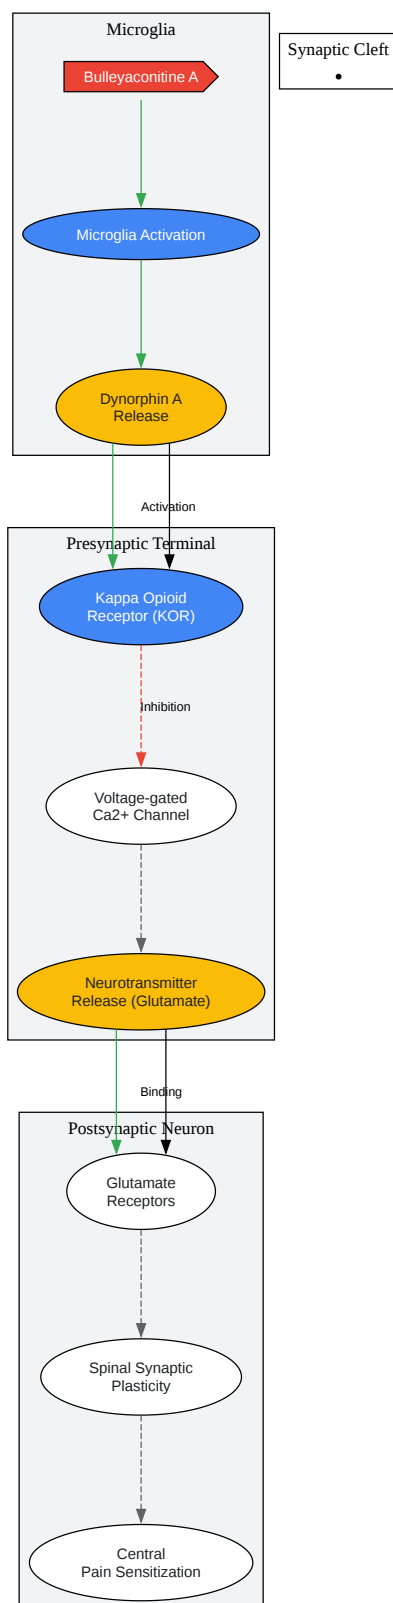 Microglia
Synaptic Cleft
Bulleyaconitine A
Microglia Activation
Dynorphin A
Release
Activation
Presynaptic Terminal
Kappa Opioid
Receptor (KOR)
Inhibition
Voltage-gated
Ca2+ Channel
Neurotransmitter
Release (Glutamate)
Binding
Postsynaptic Neuron
Glutamate
Receptors
Spinal Synaptic
Plasticity
Central
Pain Sensitization